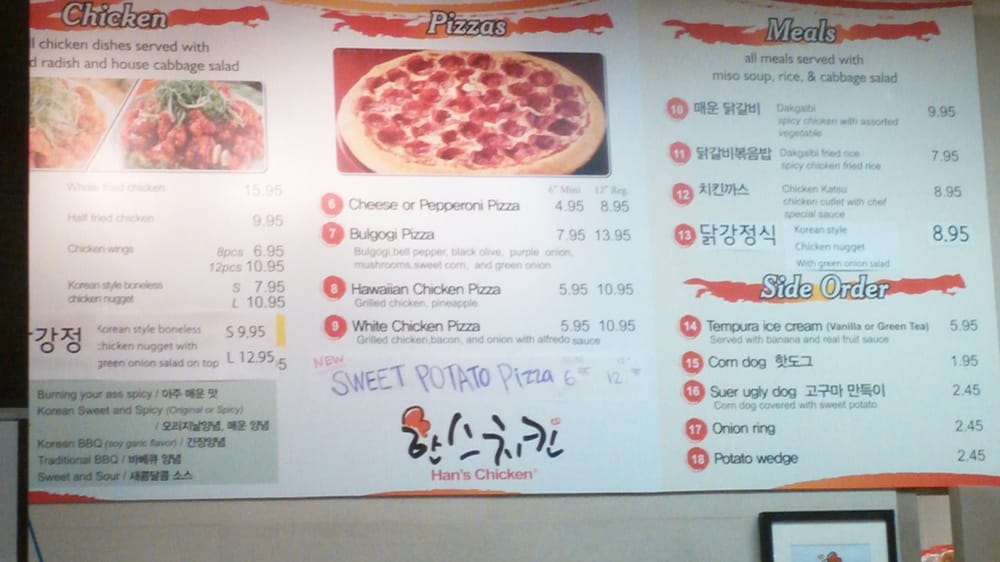 Chicken
ll chicken dishes served with
d radish and house cabbage salad
Whole fried chicken 15.95
Half fried chicken 9.95
Chicken wings 8pcs 6.95
12pcs 10.95
Korean style boneless S 7.95
chicken nugget L 10.95
강정 Korean style boneless S 9.95
chicken nugget with
green onion salad on top L 12.95 5
Burning your ass spicy / 아주 매운 맛
Korean Sweet and Spicy (Original or Spicy)
/ 오리지날양념, 매운 양념
Korean BBQ (soy garlic flavor) / 간장양념
Traditional BBQ / 바베큐 양념
Sweet and Sour / 새콤달콤 소스
Pizzas
6" Mini 12" Reg.
6 Cheese or Pepperoni Pizza 4.95 8.95
7 Bulgogi Pizza 7.95 13.95
Bulgogi,bell pepper, black olive, purple onion,
mushrooms,sweet corn, and green onion
8 Hawaiian Chicken Pizza 5.95 10.95
Grilled chicken, pineapple
9 White Chicken Pizza 5.95 10.95
Grilled chicken,bacon, and onion with alfredo sauce
NEW
SWEET POTATO Pizza 6 12.
한스치킨
Han's Chicken
Meals
all meals served with
miso soup, rice, & cabbage salad
10 매운 닭갈비 Dakgalbi 9.95
spicy chicken with assorted
vegetable
11 닭갈비볶음밥 Dakgalbi fried rice 7.95
spicy chicken fried rice
12 치킨까스 Chicken Katsu 8.95
chicken cutlet with chef
special sauce
13 닭강정식 Korean style 8.95
Chicken nugget
With green onion salad
Side Order
14 Tempura ice cream (Vanilla or Green Tea) 5.95
Served with banana and real fruit sauce
15 Corn dog 핫도그 1.95
16 Suer ugly dog 고구마 만득이 2.45
Corn dog covered with sweet potato
17 Onion ring 2.45
18 Potato wedge 2.45